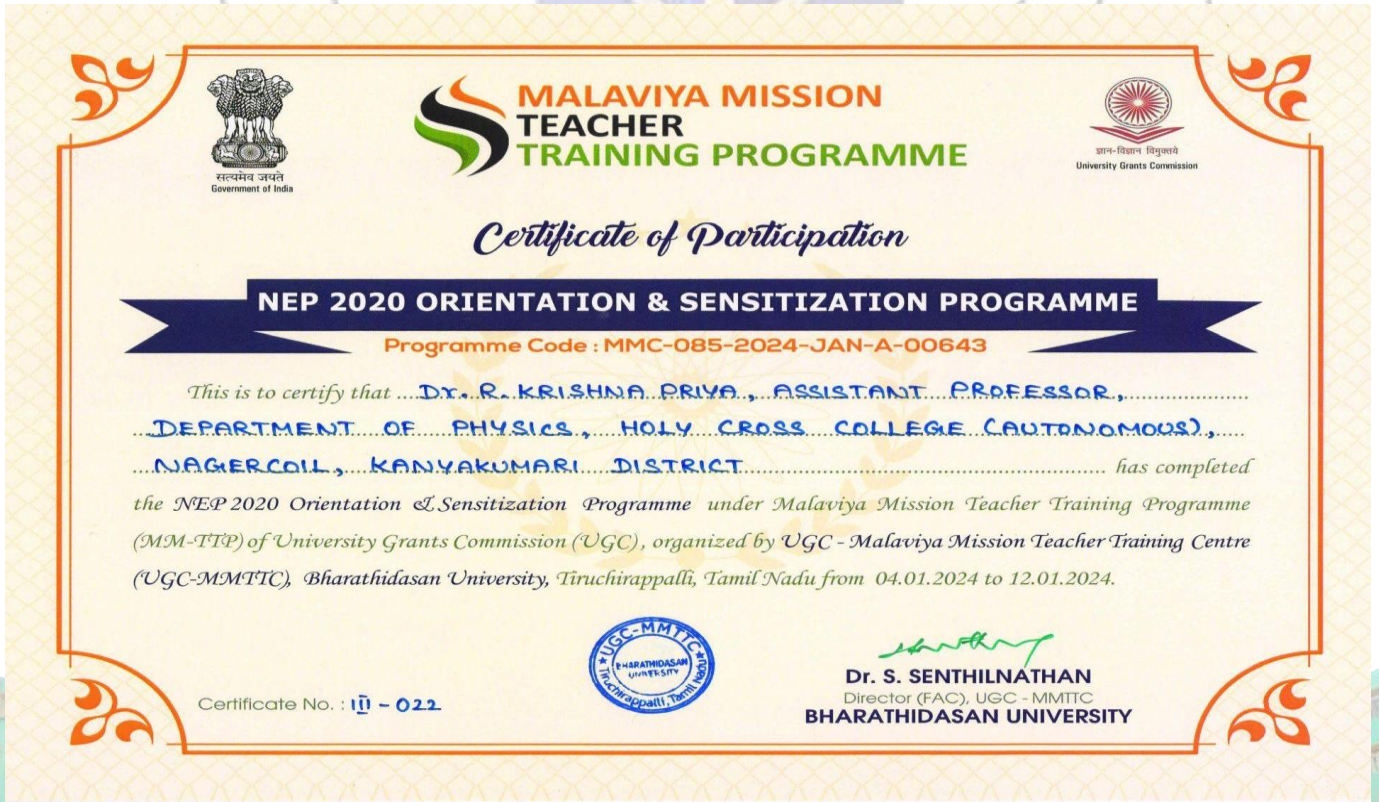 MALAVIYA MISSION
TEACHER
TRAINING PROGRAMME
सत्यमेव जयते
Government of India
ज्ञान-विज्ञान विमुक्तये
University Grants Commission
Certificate of Participation
NEP 2020 ORIENTATION & SENSITIZATION PROGRAMME
Programme Code : MMC-085-2024-JAN-A-00643
This is to certify that ....Dr. R. KRISHNA PRIYA, ASSISTANT PROFESSOR,....
DEPARTMENT OF PHYSICS, HOLY CROSS COLLEGE (AUTONOMOUS),
NAGERCOIL, KANYAKUMARI DISTRICT.... has completed
the NEP 2020 Orientation & Sensitization Programme under Malaviya Mission Teacher Training Programme
(MM-TTP) of University Grants Commission (UGC), organized by UGC - Malaviya Mission Teacher Training Centre
(UGC-MMTTC), Bharathidasan University, Tiruchirappalli, Tamil Nadu from 04.01.2024 to 12.01.2024.
UGC-MMTTC
BHARATHIDASAN
UNIVERSITY
Tiruchirappalli, Tamil Nadu
Certificate No. : III - 022
Dr. S. SENTHILNATHAN
Director (FAC), UGC - MMTTC
BHARATHIDASAN UNIVERSITY